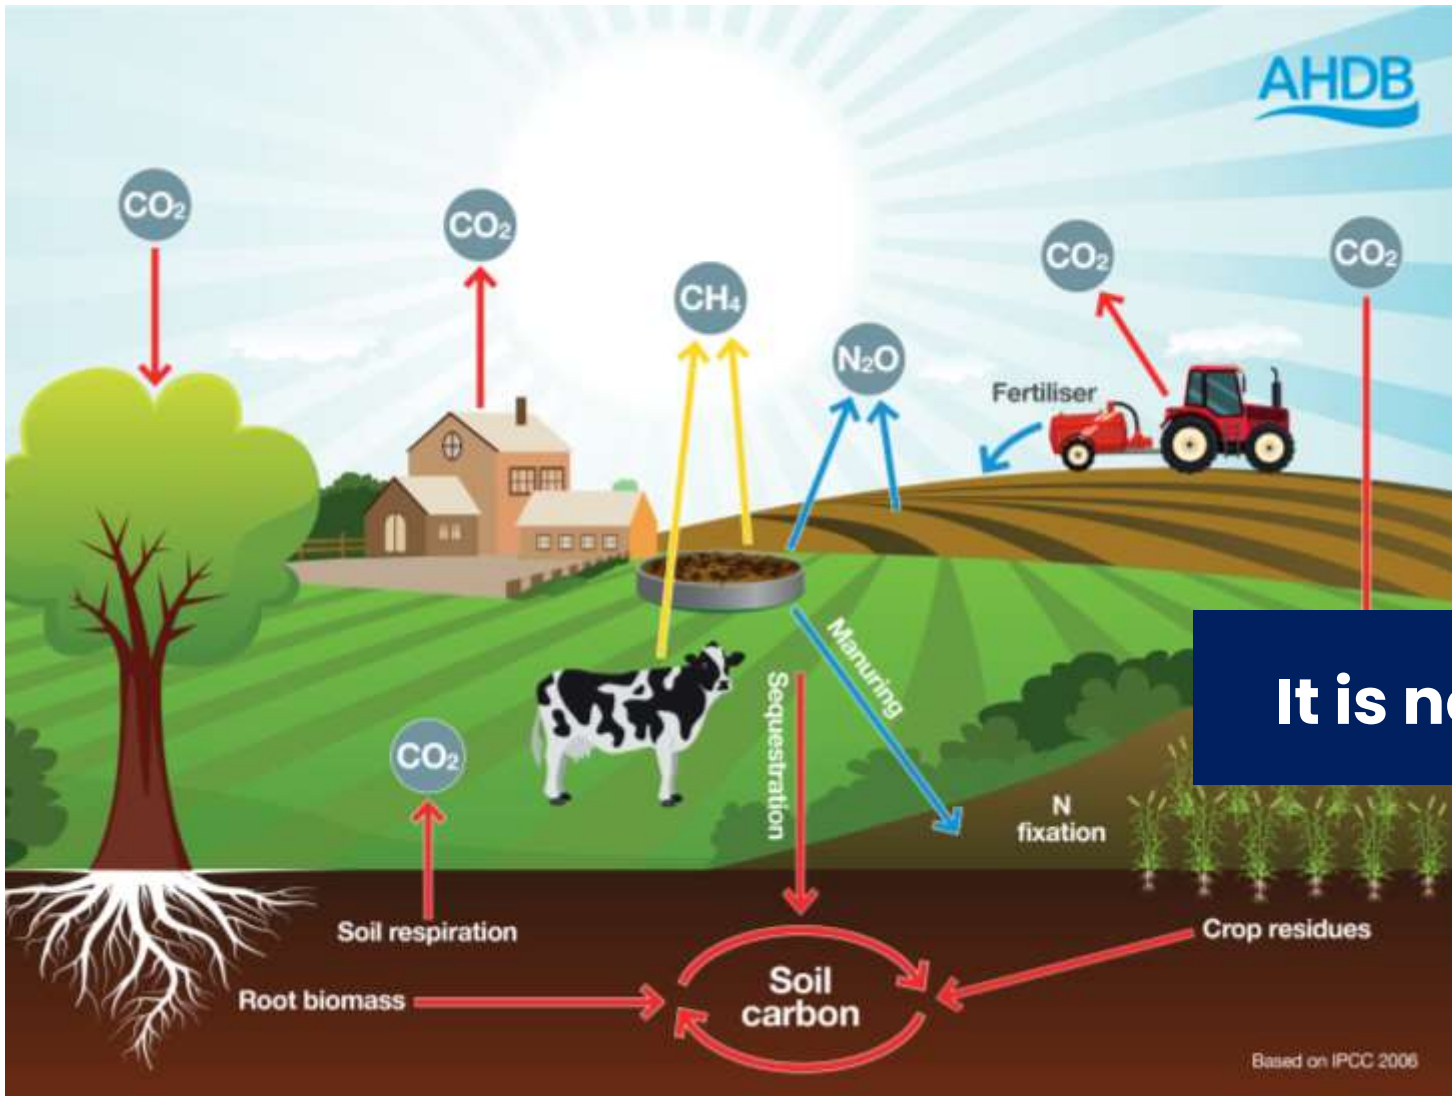 AHDB
CO₂
CO₂
CH₄
N₂O
CO₂
CO₂
Fertiliser
Manuring
Sequestration
It is n
CO₂
N
fixation
Soil respiration
Crop residues
Root biomass
Soil
carbon
Based on IPCC 2006